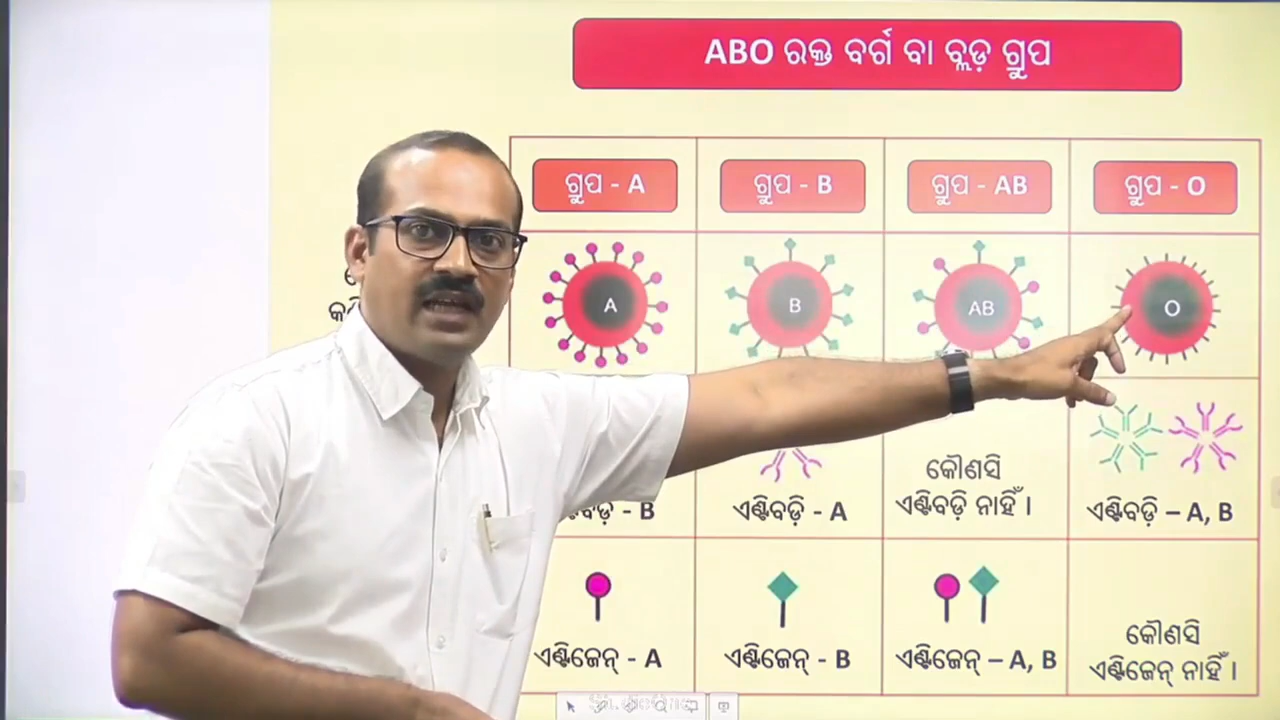 ABO ରକ୍ତ ବର୍ଗ ବା ବ୍ଲଡ଼ ଗ୍ରୁପ
ଗ୍ରୁପ - A
ଗ୍ରୁପ - B
ଗ୍ରୁପ - AB
ଗ୍ରୁପ - O
A
B
AB
O
- B
ଏଣ୍ଟିବଡ଼ି - A
କୌଣସି
ଏଣ୍ଟିବଡ଼ି ନାହିଁ ।
ଏଣ୍ଟିବଡ଼ି – A, B
ଏଣ୍ଟିଜେନ୍ - A
ଏଣ୍ଟିଜେନ୍ - B
ଏଣ୍ଟିଜେନ୍ – A, B
କୌଣସି
ଏଣ୍ଟିଜେନ୍ ନାହିଁ ।